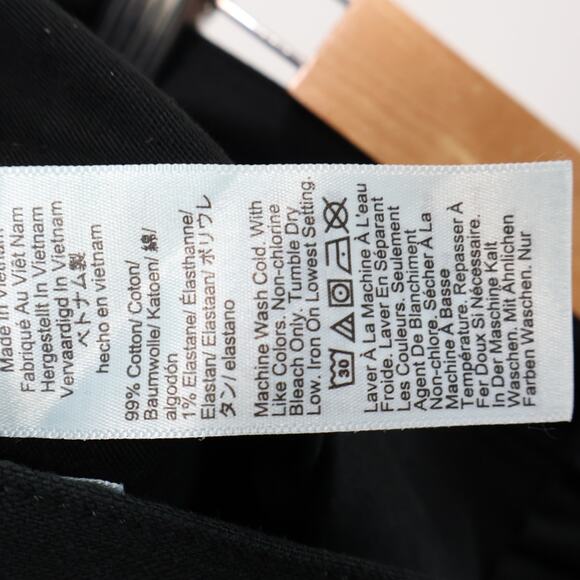 Made in Vietnam
Fabriqué Au Viêt Nam
Hergestellt In Vietnam
Vervaardigd In Vietnam
ベトナム製
hecho en vietnam
99% Cotton/ Coton/
Baumwolle/ Katoen/ 綿/
algodón
1% Elastane/ Élasthanne/
Elastan/ Elastaan/ ポリウレ
タン/ elastano
Machine Wash Cold. With
Like Colors. Non-chlorine
Bleach Only. Tumble Dry
Low. Iron On Lowest Setting.
30
Laver À La Machine À L'eau
Froide. Laver En Séparant
Les Couleurs. Seulement
Agent De Blanchiment
Non-chlore. Sécher À La
Machine À Basse
Température. Repasser À
Fer Doux Si Nécessaire.
In Der Maschine Kalt
Waschen. Mit Ähnlichen
Farben Waschen. Nur